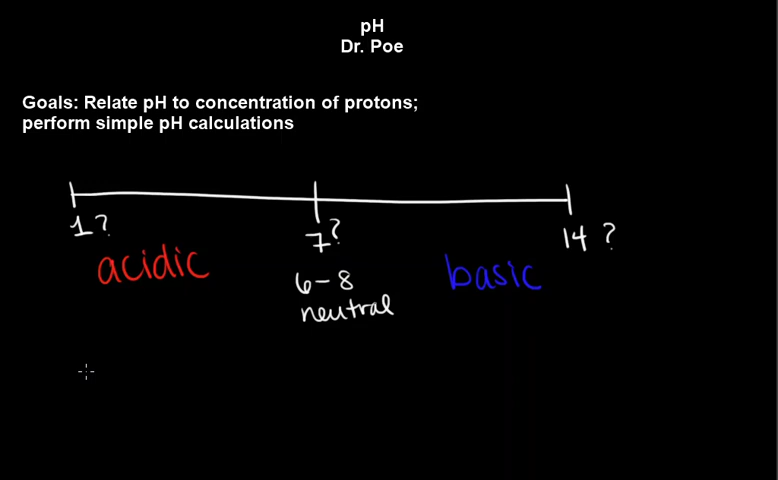 pH
Dr. Poe
Goals: Relate pH to concentration of protons;
perform simple pH calculations
1 ?
7 ?
14 ?
acidic
6-8
neutral
basic